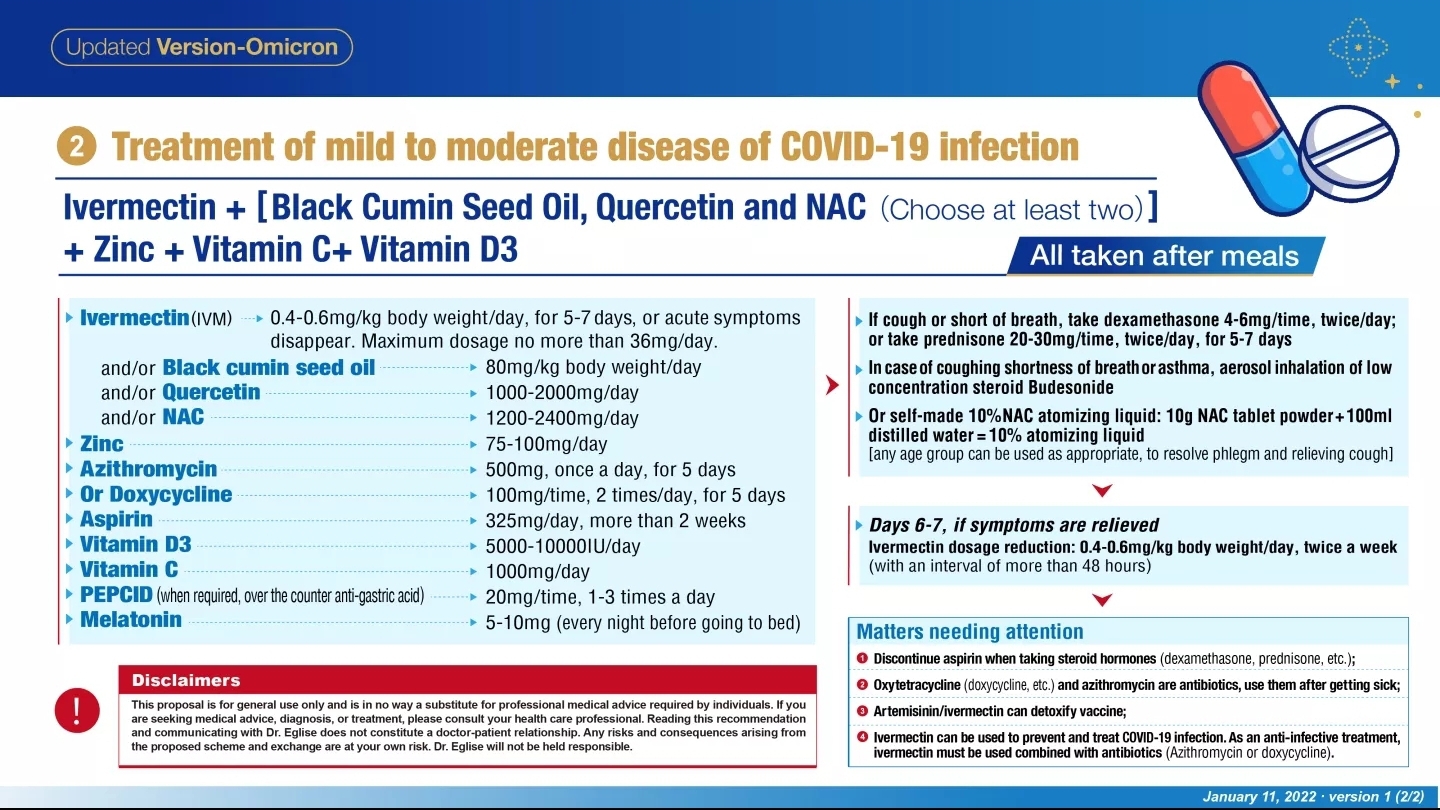 Updated Version-Omicron
2 Treatment of mild to moderate disease of COVID-19 infection
Ivermectin + [Black Cumin Seed Oil, Quercetin and NAC (Choose at least two)]
+ Zinc + Vitamin C+ Vitamin D3
All taken after meals
Ivermectin(IVM) 0.4-0.6mg/kg body weight/day, for 5-7 days, or acute symptoms
disappear. Maximum dosage no more than 36mg/day.
and/or Black cumin seed oil 80mg/kg body weight/day
and/or Quercetin 1000-2000mg/day
and/or NAC 1200-2400mg/day
Zinc 75-100mg/day
Azithromycin 500mg, once a day, for 5 days
Or Doxycycline 100mg/time, 2 times/day, for 5 days
Aspirin 325mg/day, more than 2 weeks
Vitamin D3 5000-10000IU/day
Vitamin C 1000mg/day
PEPCID (when required, over the counter anti-gastric acid) 20mg/time, 1-3 times a day
Melatonin 5-10mg (every night before going to bed)
If cough or short of breath, take dexamethasone 4-6mg/time, twice/day;
or take prednisone 20-30mg/time, twice/day, for 5-7 days
In case of coughing shortness of breath or asthma, aerosol inhalation of low
concentration steroid Budesonide
Or self-made 10%NAC atomizing liquid: 10g NAC tablet powder+100ml
distilled water=10% atomizing liquid
[any age group can be used as appropriate, to resolve phlegm and relieving cough]
Days 6-7, if symptoms are relieved
Ivermectin dosage reduction: 0.4-0.6mg/kg body weight/day, twice a week
(with an interval of more than 48 hours)
Matters needing attention
1 Discontinue aspirin when taking steroid hormones (dexamethasone, prednisone, etc.);
2 Oxytetracycline (doxycycline, etc.) and azithromycin are antibiotics, use them after getting sick;
3 Artemisinin/ivermectin can detoxify vaccine;
4 Ivermectin can be used to prevent and treat COVID-19 infection. As an anti-infective treatment,
ivermectin must be used combined with antibiotics (Azithromycin or doxycycline).
!
Disclaimers
This proposal is for general use only and is in no way a substitute for professional medical advice required by individuals. If you
are seeking medical advice, diagnosis, or treatment, please consult your health care professional. Reading this recommendation
and communicating with Dr. Eglise does not constitute a doctor-patient relationship. Any risks and consequences arising from
the proposed scheme and exchange are at your own risk. Dr. Eglise will not be held responsible.
January 11, 2022 · version 1 (2/2)